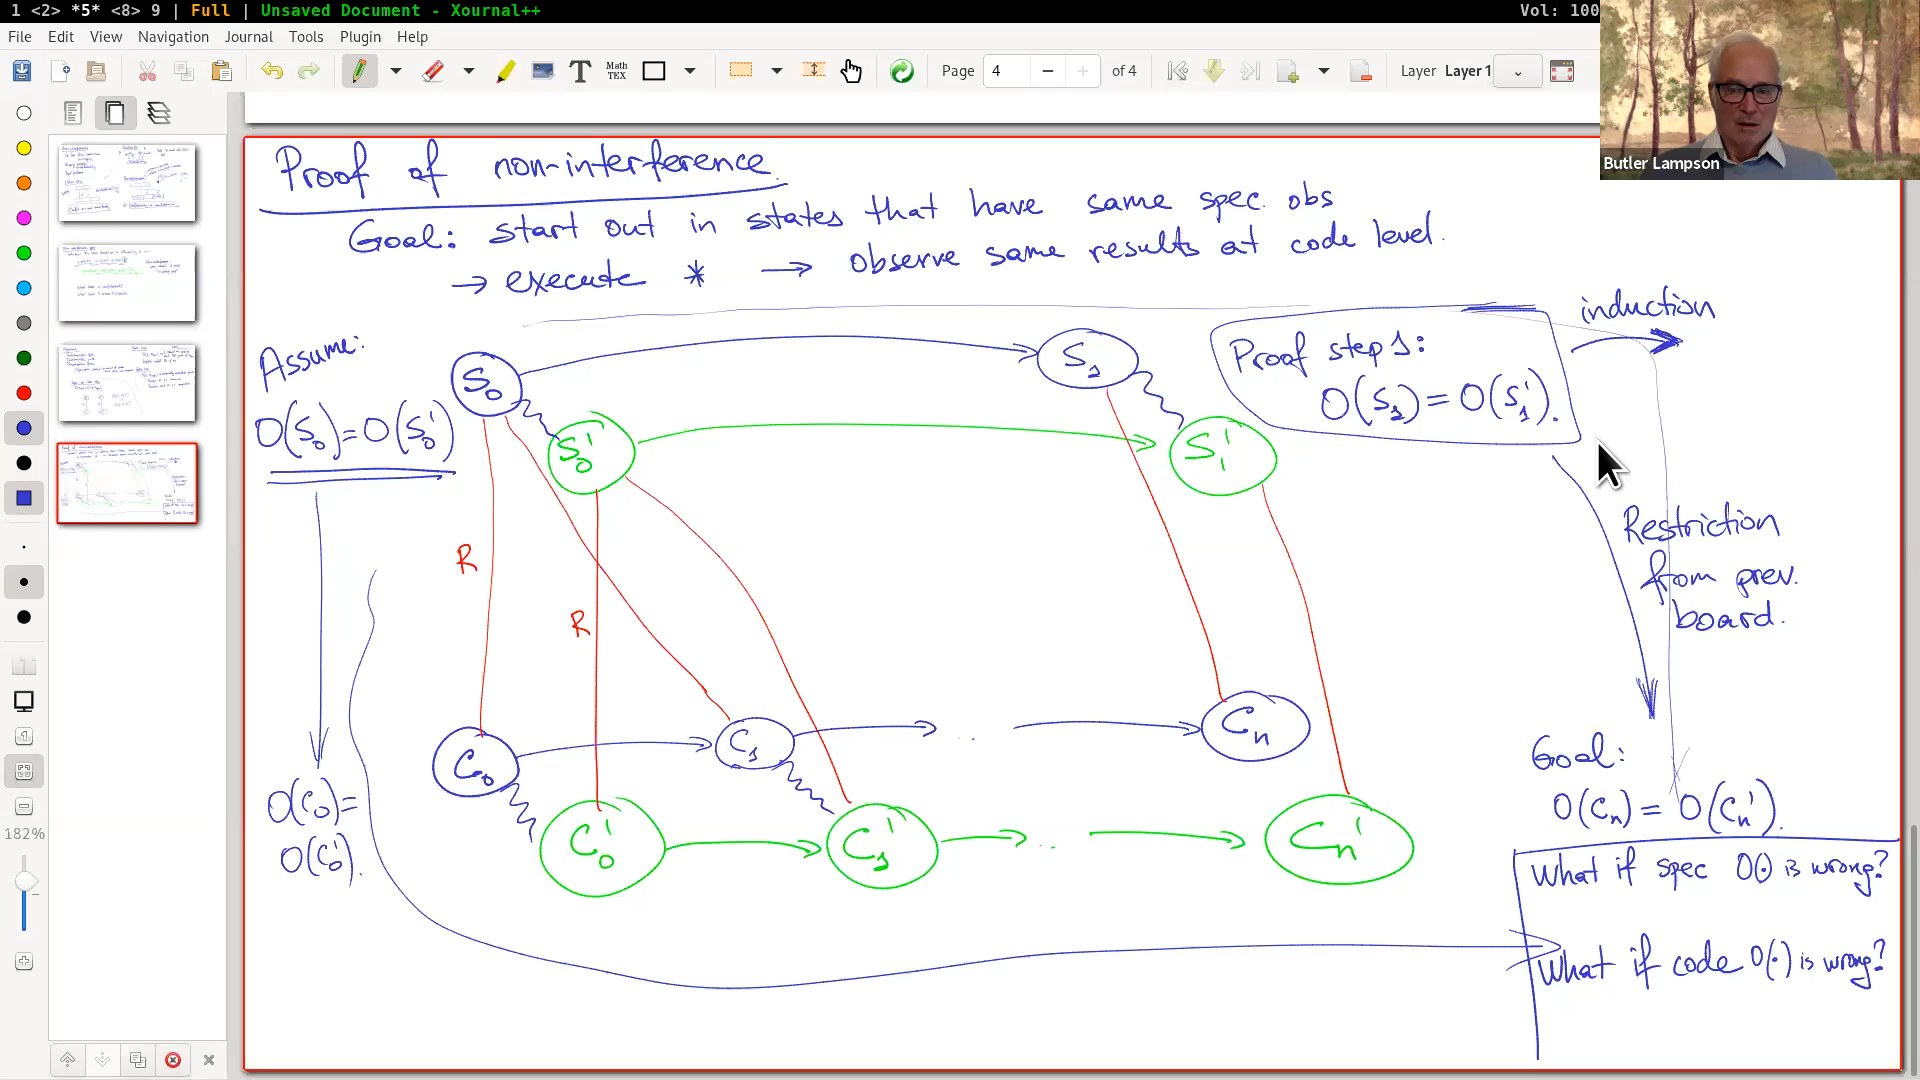 1 <2> *5* <8> 9 | Full | Unsaved Document - Xournal++
Vol: 100
File Edit View Navigation Journal Tools Plugin Help
Math
TEX
Page 4 of 4
Layer Layer 1
Butler Lampson
182%
Proof of non-interference.
Goal: start out in states that have same spec. obs
→ execute * → observe same results at code level.
Assume:
O(S₀)=O(S₀')
S₀
S₀'
S₁
S₁'
Proof step 1:
O(S₁)=O(S₁').
induction
R
R
Restriction
from prev.
board.
C₀
C₁
..
Cₙ
O(C₀)=
O(C₀').
C₀'
C₁'
..
Cₙ'
Goal:
O(Cₙ) = O(Cₙ').
What if spec O(·) is wrong?
What if code O(·) is wrong?